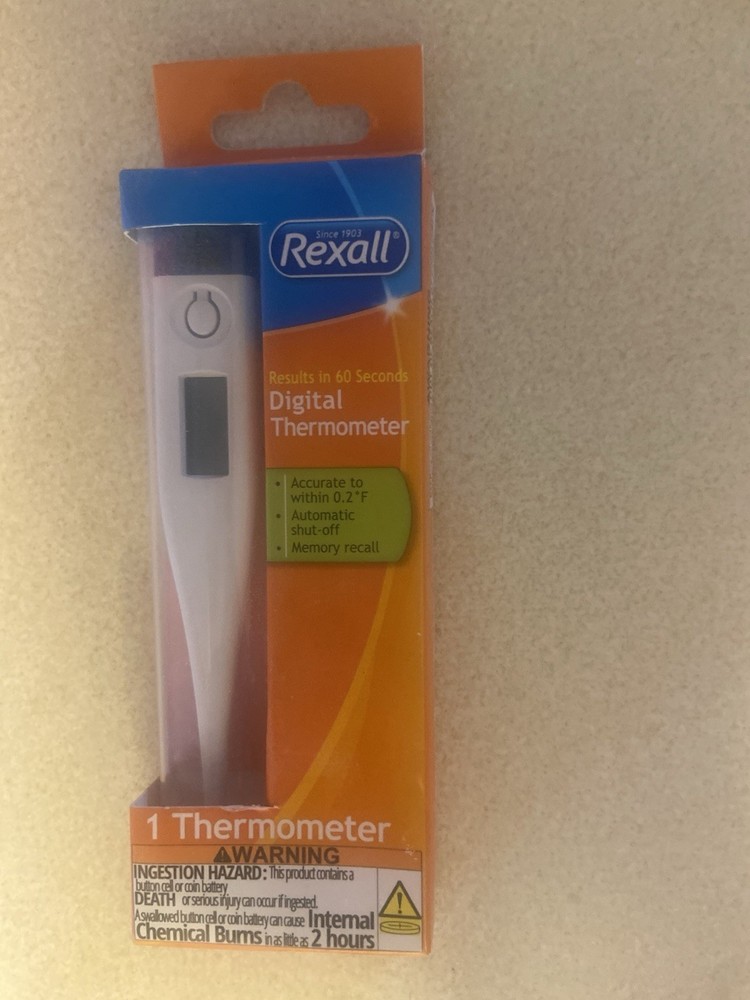 Since 1903
Rexall®
Results in 60 Seconds
Digital
Thermometer
• Accurate to
within 0.2°F
• Automatic
shut-off
• Memory recall
1 Thermometer
WARNING
INGESTION HAZARD: This product contains a
button cell or coin battery
DEATH or serious injury can occur if ingested.
A swallowed button cell or coin battery can cause Internal
Chemical Burns in as little as 2 hours